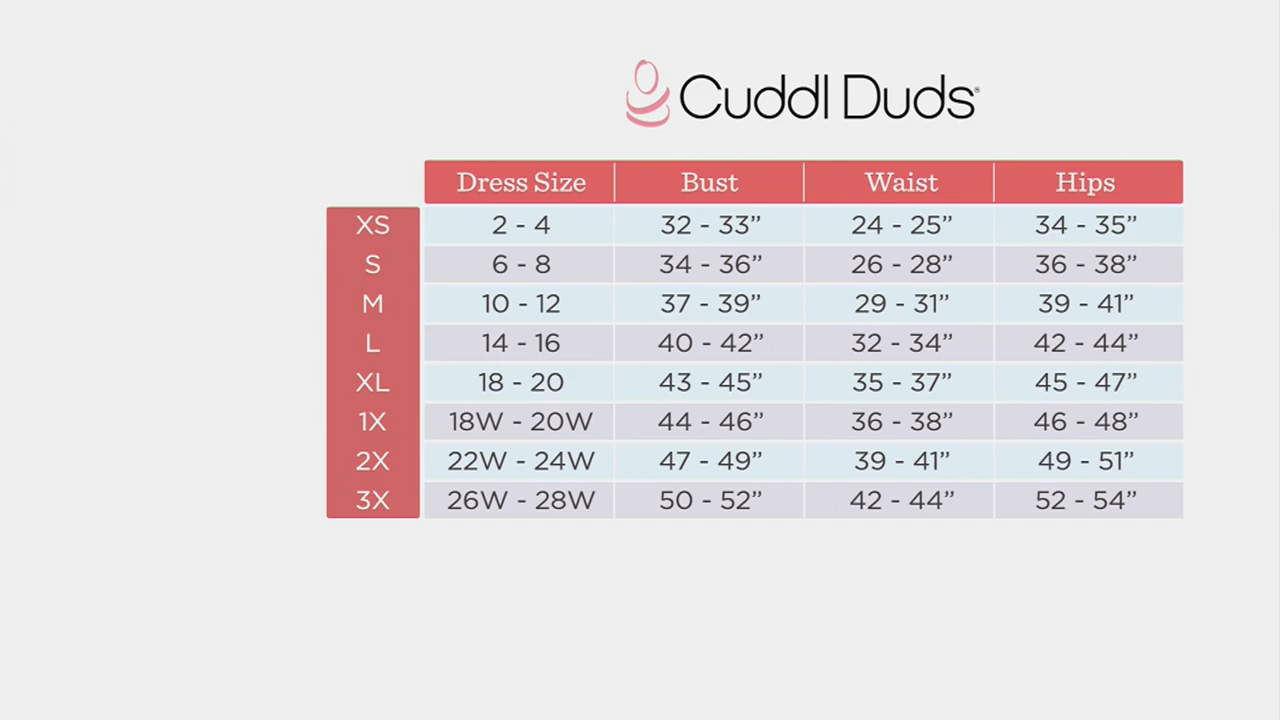 Cuddl Duds®
Dress Size Bust Waist Hips
XS 2 - 4 32 - 33” 24 - 25” 34 - 35”
S 6 - 8 34 - 36” 26 - 28” 36 - 38”
M 10 - 12 37 - 39” 29 - 31” 39 - 41”
L 14 - 16 40 - 42” 32 - 34” 42 - 44”
XL 18 - 20 43 - 45” 35 - 37” 45 - 47”
1X 18W - 20W 44 - 46” 36 - 38” 46 - 48”
2X 22W - 24W 47 - 49” 39 - 41” 49 - 51”
3X 26W - 28W 50 - 52” 42 - 44” 52 - 54”